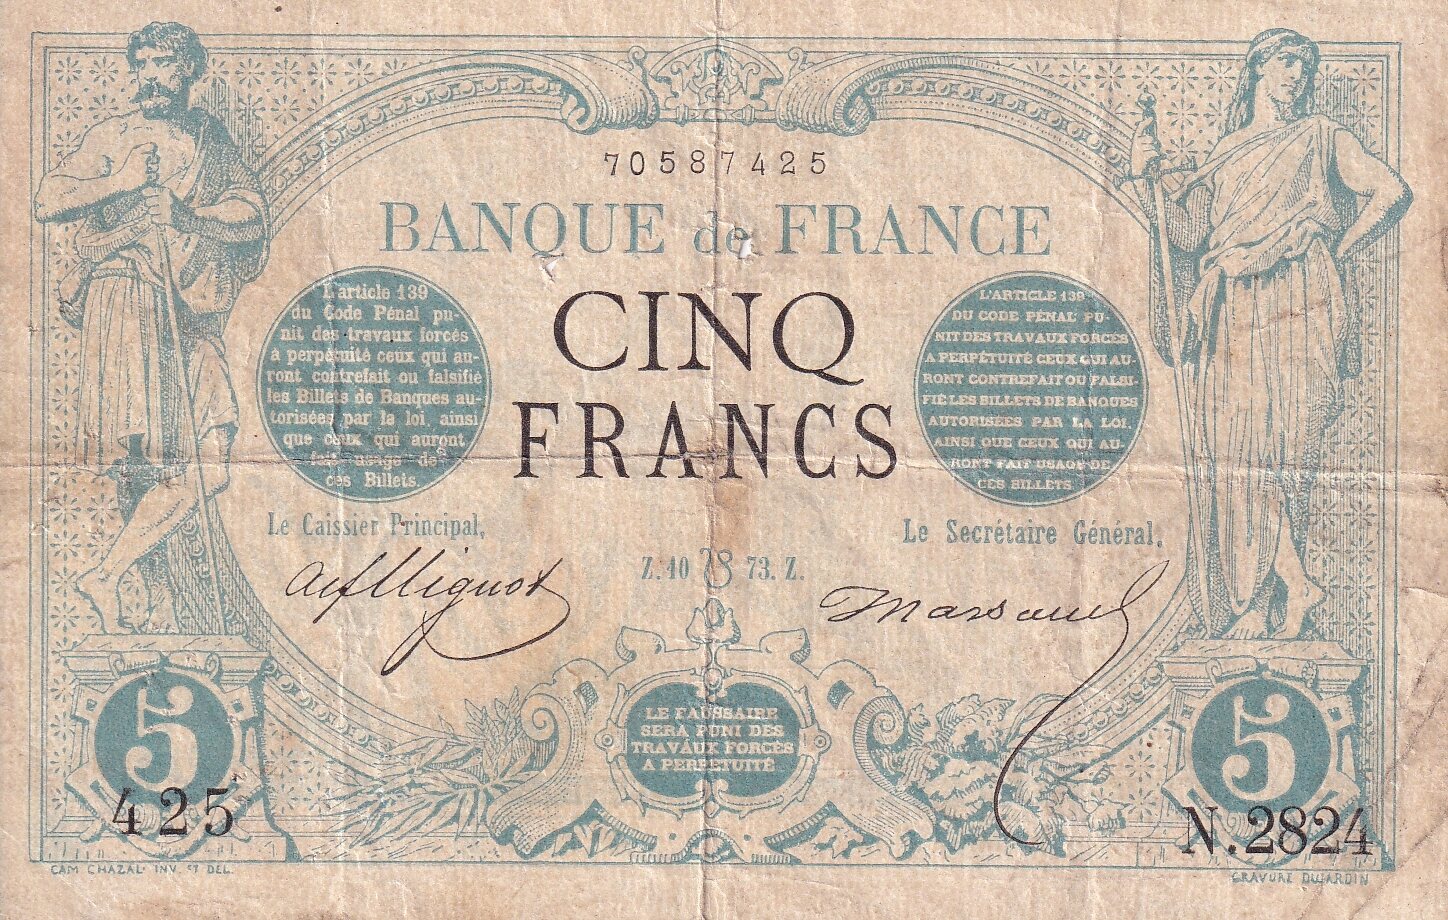 70587425
BANQUE de FRANCE
CINQ
FRANCS
L'article 139
du Code Pénal pu-
nit des travaux forcés
à perpétuité ceux qui au-
ront contrefait ou falsifié
les Billets de Banques au-
torisées par la loi, ainsi
que ceux qui auront
fait usage de
ces Billets.
L'ARTICLE 139
DU CODE PÉNAL PU-
NIT DES TRAVAUX FORCÉS
A PERPÉTUITÉ CEUX QUI AU-
RONT CONTREFAIT OU FALSI-
FIÉ LES BILLETS DE BANQUES
AUTORISÉES PAR LA LOI,
AINSI QUE CEUX QUI AU-
RONT FAIT USAGE DE
CES BILLETS
Le Caissier Principal,
Le Secrétaire Général,
Z.10 28 73.Z.
Mignot
Marsaud
LE FAUSSAIRE
SERA PUNI DES
TRAVAUX FORCÉS
A PERPÉTUITÉ
5
5
425
N.2824
CAM CHAZAL INV ET DEL.
GRAVURE DUJARDIN